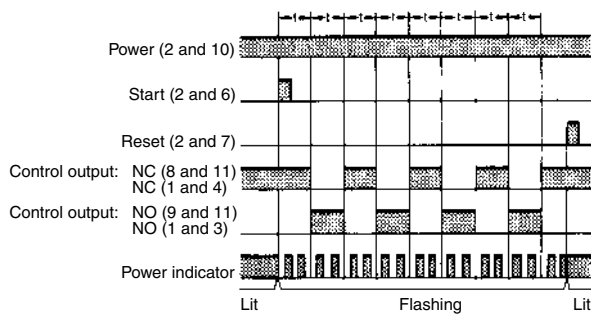 t t t t t t t t
Power (2 and 10)
Start (2 and 6)
Reset (2 and 7)
Control output: NC (8 and 11)
NC (1 and 4)
Control output: NO (9 and 11)
NO (1 and 3)
Power indicator
Lit Flashing Lit